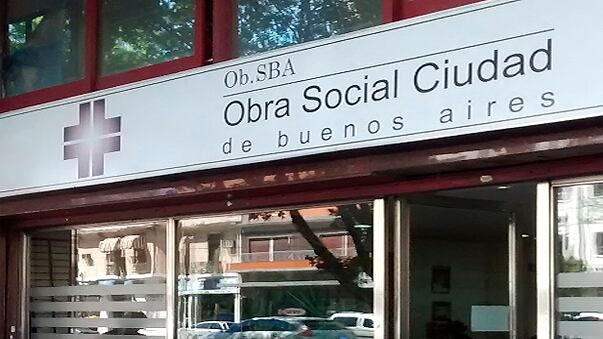 Ob.SBA
Obra Social Ciudad
de buenos aires